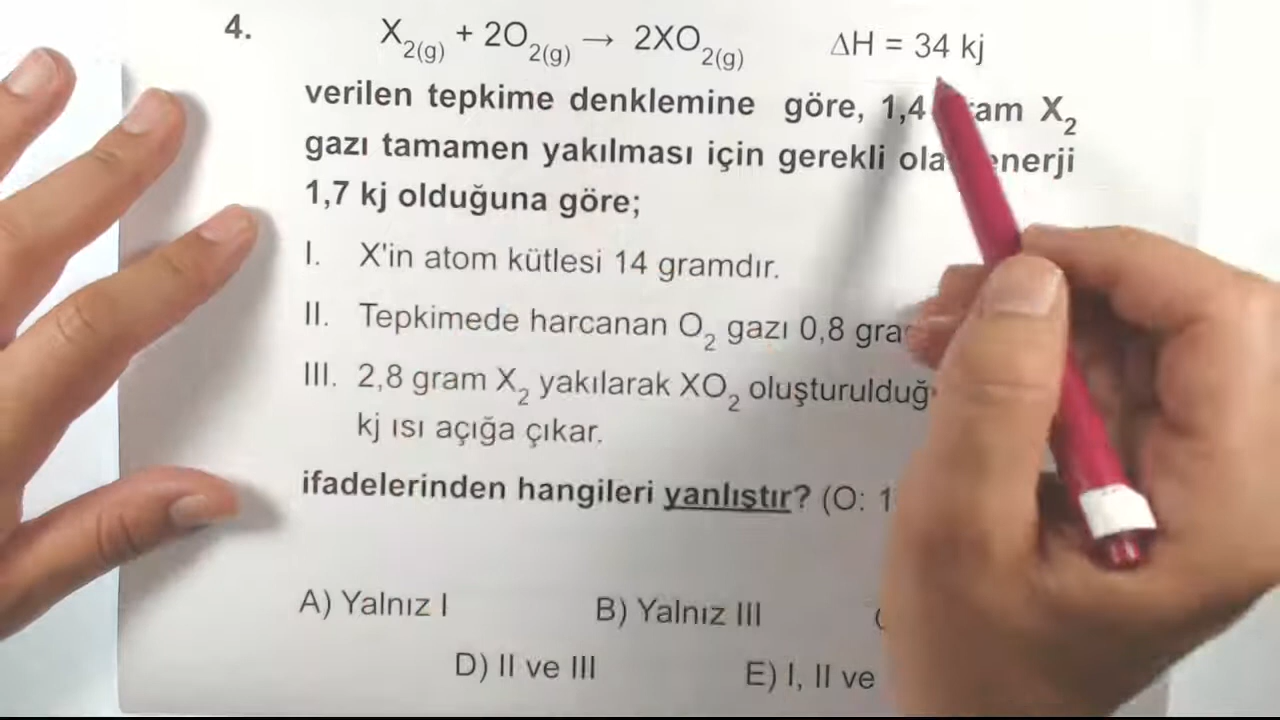 4. X2(g) + 2O2(g) → 2XO2(g) ΔH = 34 kj
verilen tepkime denklemine göre, 1,4 X2
gazı tamamen yakılması için gerekli enerji
1,7 kj olduğuna göre;
I. X'in atom kütlesi 14 gramdır.
II. Tepkimede harcanan O2 gazı 0,8
III. 2,8 gram X2 yakılarak XO2
kj ısı açığa çıkar.
ifadelerinden hangileri yanlıştır? (O:
A) Yalnız I B) Yalnız III
D) II ve III E) I, II ve